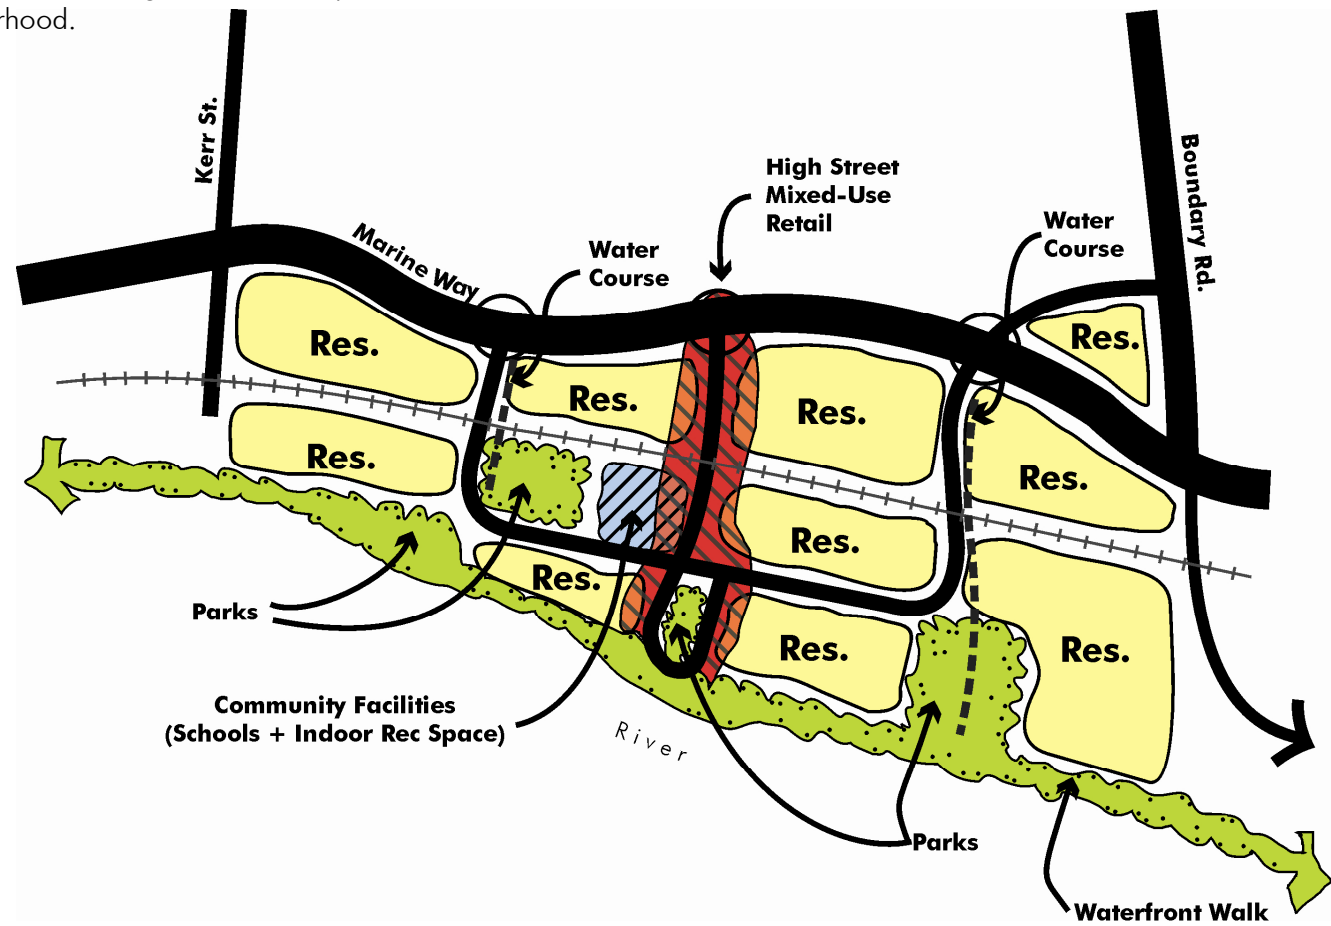 rhood.
Kerr St.
Boundary Rd.
High Street
Mixed-Use
Retail
Marine Way
Water
Course
Water
Course
Res.
Res.
Res.
Res.
Res.
Res.
Res.
Res.
Res.
Res.
Res.
Parks
Community Facilities
(Schools + Indoor Rec Space)
River
Parks
Waterfront Walk